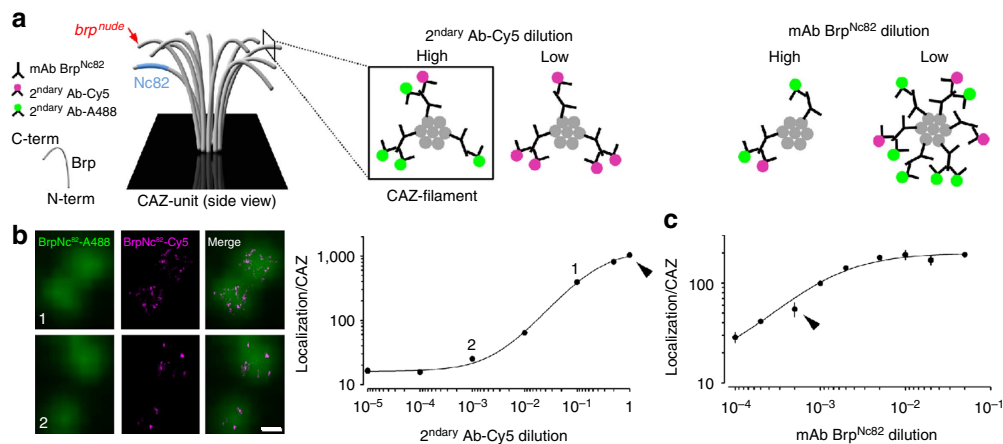 a
brp^nude
Nc82
mAb Brp^Nc82
2^ndary Ab-Cy5
2^ndary Ab-A488
C-term
Brp
N-term
CAZ-unit (side view)
2^ndary Ab-Cy5 dilution
High
Low
CAZ-filament
mAb Brp^Nc82 dilution
High
Low
b
BrpNc^82-A488
BrpNc^82-Cy5
Merge
1
2
Localization/CAZ
1,000
100
10
1
2
10^−5
10^−4
10^−3
10^−2
10^−1
1
2^ndary Ab-Cy5 dilution
c
Localization/CAZ
100
10
10^−4
10^−3
10^−2
10^−1
mAb Brp^Nc82 dilution